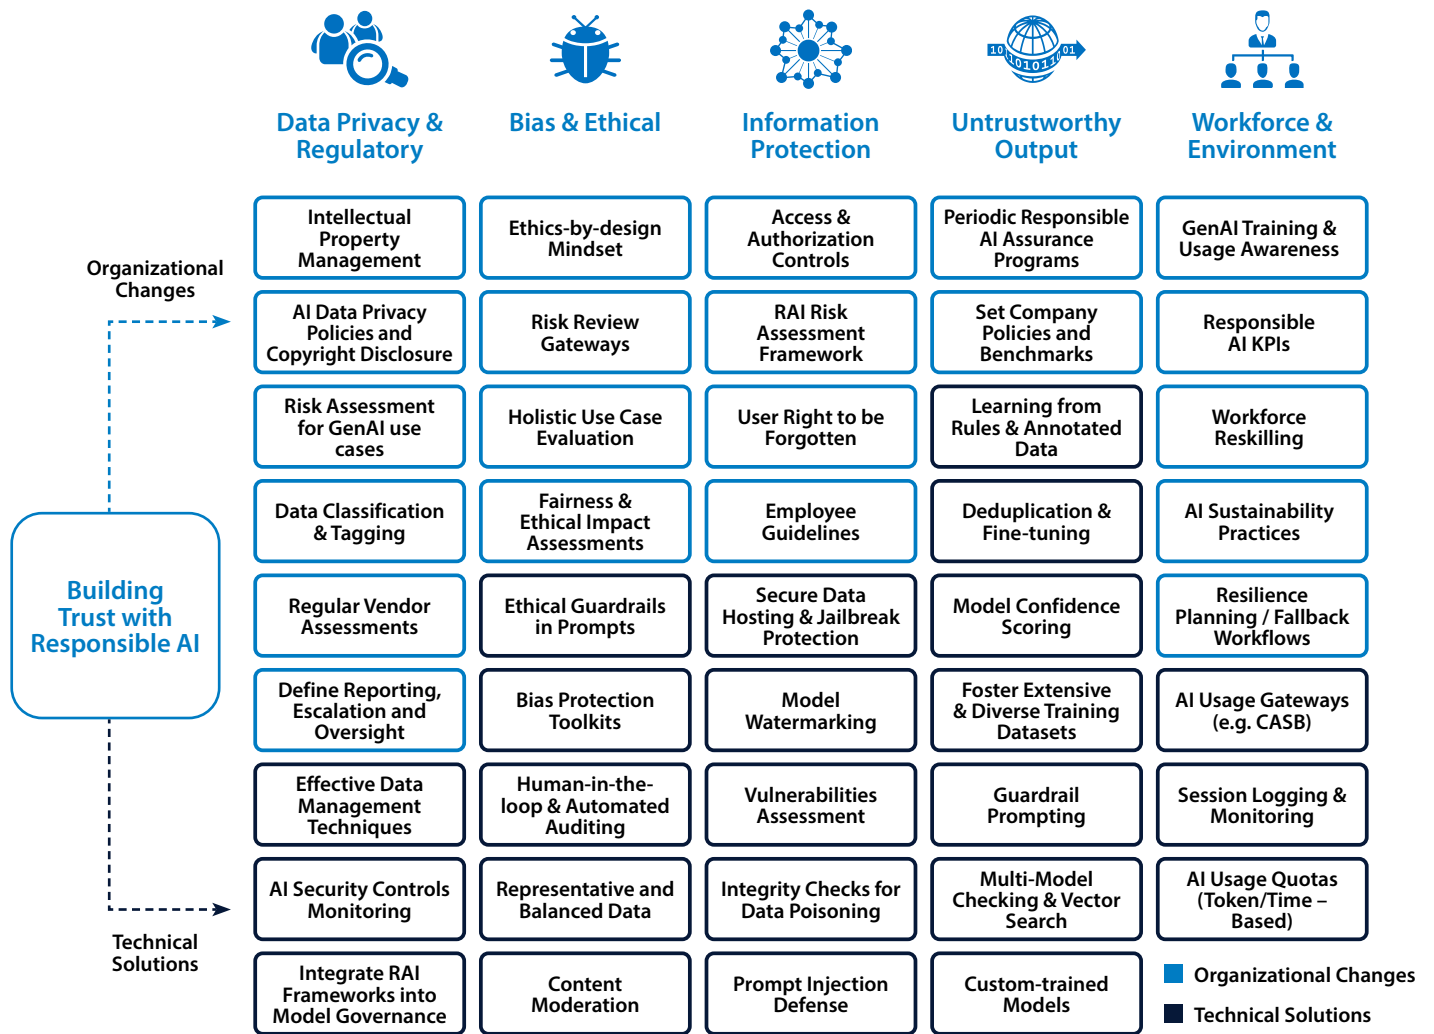 10 101011 10 01
Data Privacy &
Regulatory
Bias & Ethical
Information
Protection
Untrustworthy
Output
Workforce &
Environment
Organizational
Changes
Building
Trust with
Responsible AI
Technical
Solutions
Intellectual
Property
Management
Ethics-by-design
Mindset
Access &
Authorization
Controls
Periodic Responsible
AI Assurance
Programs
GenAI Training &
Usage Awareness
AI Data Privacy
Policies and
Copyright Disclosure
Risk Review
Gateways
RAI Risk
Assessment
Framework
Set Company
Policies and
Benchmarks
Responsible
AI KPIs
Risk Assessment
for GenAI use
cases
Holistic Use Case
Evaluation
User Right to be
Forgotten
Learning from
Rules & Annotated
Data
Workforce
Reskilling
Data Classification
& Tagging
Fairness &
Ethical Impact
Assessments
Employee
Guidelines
Deduplication &
Fine-tuning
AI Sustainability
Practices
Regular Vendor
Assessments
Ethical Guardrails
in Prompts
Secure Data
Hosting & Jailbreak
Protection
Model Confidence
Scoring
Resilience
Planning / Fallback
Workflows
Define Reporting,
Escalation and
Oversight
Bias Protection
Toolkits
Model
Watermarking
Foster Extensive
& Diverse Training
Datasets
AI Usage Gateways
(e.g. CASB)
Effective Data
Management
Techniques
Human-in-the-
loop & Automated
Auditing
Vulnerabilities
Assessment
Guardrail
Prompting
Session Logging &
Monitoring
AI Security Controls
Monitoring
Representative and
Balanced Data
Integrity Checks for
Data Poisoning
Multi-Model
Checking & Vector
Search
AI Usage Quotas
(Token/Time –
Based)
Integrate RAI
Frameworks into
Model Governance
Content
Moderation
Prompt Injection
Defense
Custom-trained
Models
Organizational Changes
Technical Solutions